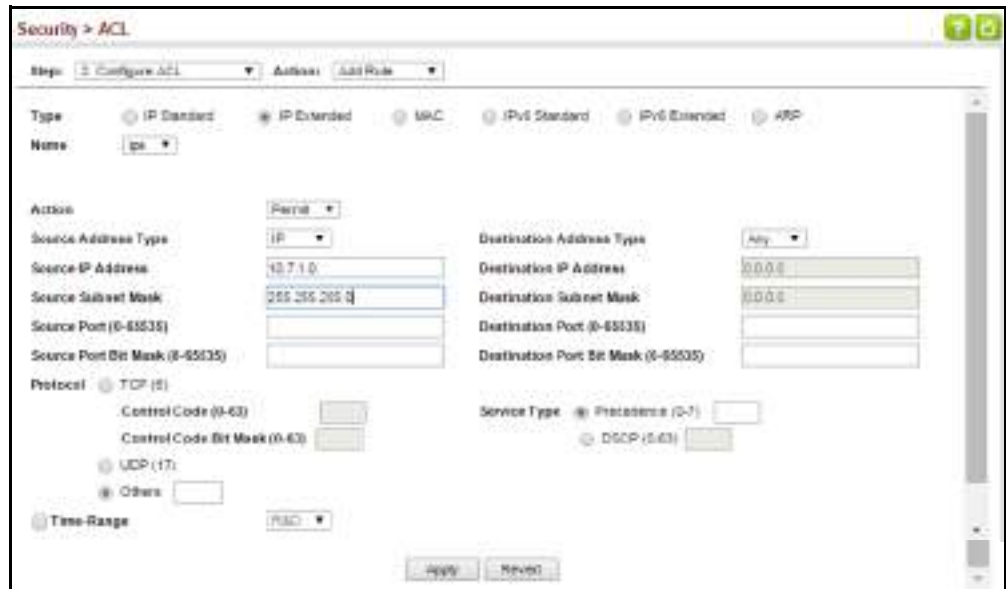 Security > ACL
Step: 2. Configure ACL Action: Add Rule
Type IP Standard IP Extended MAC IPv6 Standard IPv6 Extended ARP
Name
Action Permit
Source Address Type IP Destination Address Type Any
Source IP Address 10.7.1.0 Destination IP Address 0.0.0.0
Source Subnet Mask 255.255.255.0 Destination Subnet Mask 0.0.0.0
Source Port (0-65535) Destination Port (0-65535)
Source Port Bit Mask (0-65535) Destination Port Bit Mask (0-65535)
Protocol TCP (6)
Control Code (0-63) Service Type Precedence (0-7)
Control Code Bit Mask (0-63) DSCP (0-63)
UDP (17)
Others
Time-Range R&D
Apply Revert